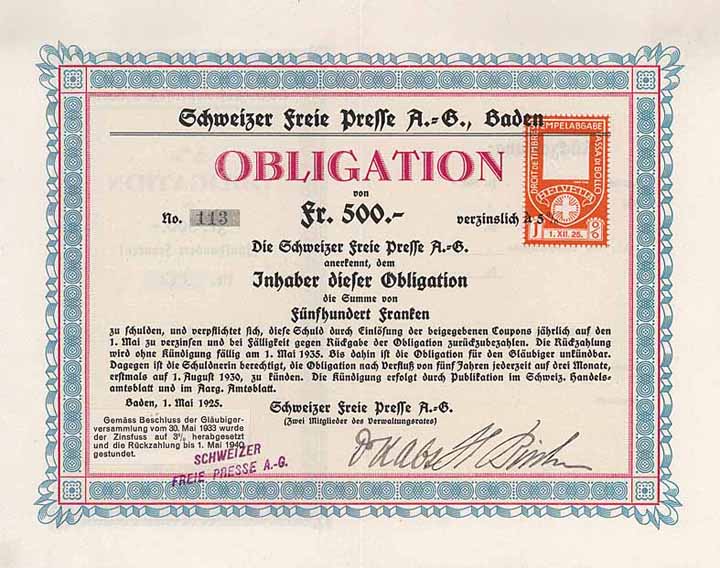 Schweizer Freie Presse A.-G., Baden
OBLIGATION
von
No. 113 Fr. 500.- verzinslich à 5%
Die Schweizer Freie Presse A.-G.
anerkennt, dem
Inhaber dieser Obligation
die Summe von
Fünfhundert Franken
zu schulden, und verpflichtet sich, diese Schuld durch Einlösung der beigegebenen Coupons jährlich auf den
1. Mai zu verzinsen und bei Fälligkeit gegen Rückgabe der Obligation zurückzubezahlen. Die Rückzahlung
wird ohne Kündigung fällig am 1. Mai 1935. Bis dahin ist die Obligation für den Gläubiger unkündbar.
Dagegen ist die Schuldnerin berechtigt, die Obligation nach Verfluß von fünf Jahren jederzeit auf drei Monate,
erstmals auf 1. August 1930, zu künden. Die Kündigung erfolgt durch Publikation im Schweiz. Handels-
amtsblatt und im Aarg. Amtsblatt.
Baden, 1. Mai 1925.
Schweizer Freie Presse A.-G.
(Zwei Mitglieder des Verwaltungsrates)
Gemäss Beschluss der Gläubiger-
versammlung vom 30. Mai 1933 wurde
der Zinsfuss auf 3% herabgesetzt
und die Rückzahlung bis 1. Mai 1940
gestundet.
SCHWEIZER
FREIE PRESSE A.-G.
STEMPELABGABE
DROIT DE TIMBRE
TASSA DI BOLLO
HELVETIA
1. XII. 25.